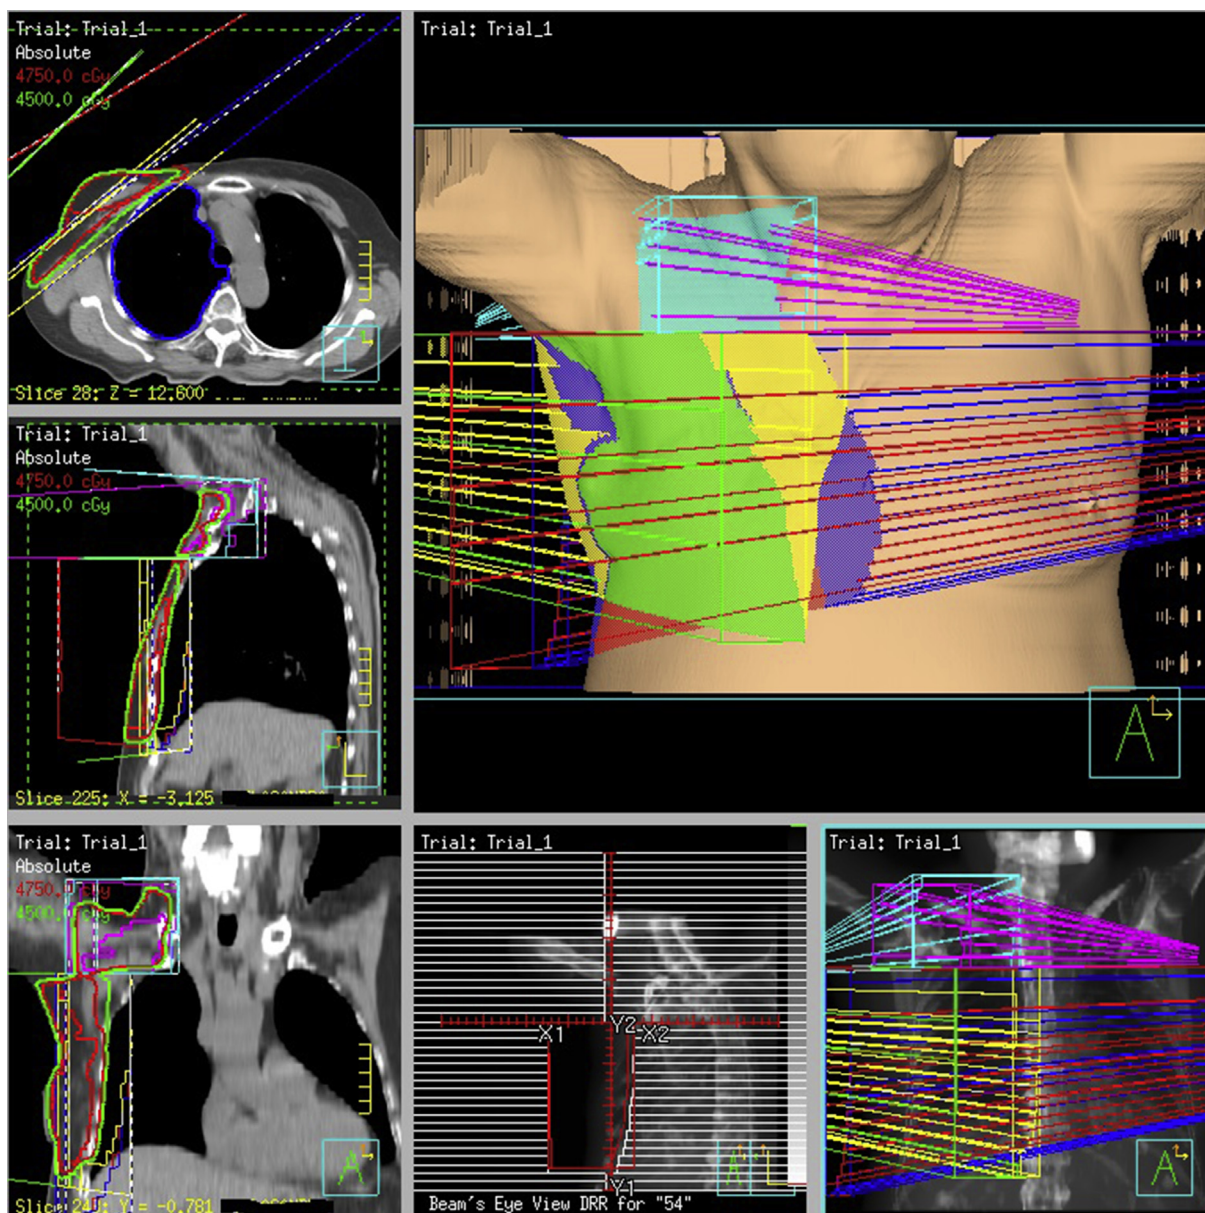 Trial: Trial_1
Absolute
4750.0 cGy
4500.0 cGy
Slice 28: Z = 12.600
Trial: Trial_1
A
Trial: Trial_1
Absolute
4750.0 cGy
4500.0 cGy
Slice 225: X = -3.125
L
Trial: Trial_1
Absolute
4750.0 cGy
4500.0 cGy
Y = -0.781
A
Trial: Trial_1
X1
Y2
X2
Y1
A
Beam's Eye View DRR for "54"
Trial: Trial_1
A